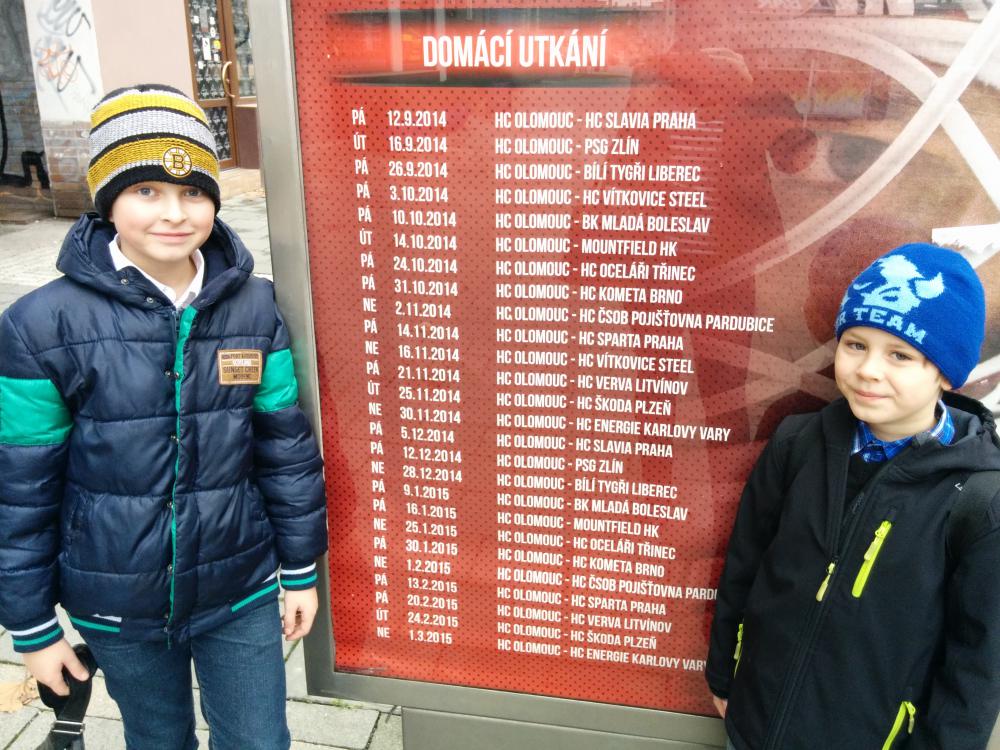 DOMÁCÍ UTKÁNÍ
PÁ 12.9.2014 HC OLOMOUC - HC SLAVIA PRAHA
ÚT 16.9.2014 HC OLOMOUC - PSG ZLÍN
PÁ 26.9.2014 HC OLOMOUC - BÍLÍ TYGŘI LIBEREC
PÁ 3.10.2014 HC OLOMOUC - HC VÍTKOVICE STEEL
PÁ 10.10.2014 HC OLOMOUC - BK MLADÁ BOLESLAV
ÚT 14.10.2014 HC OLOMOUC - MOUNTFIELD HK
PÁ 24.10.2014 HC OLOMOUC - HC OCELÁŘI TŘINEC
PÁ 31.10.2014 HC OLOMOUC - HC KOMETA BRNO
NE 2.11.2014 HC OLOMOUC - HC ČSOB POJIŠŤOVNA PARDUBICE
PÁ 14.11.2014 HC OLOMOUC - HC SPARTA PRAHA
NE 16.11.2014 HC OLOMOUC - HC VÍTKOVICE STEEL
PÁ 21.11.2014 HC OLOMOUC - HC VERVA LITVÍNOV
ÚT 25.11.2014 HC OLOMOUC - HC ŠKODA PLZEŇ
NE 30.11.2014 HC OLOMOUC - HC ENERGIE KARLOVY VARY
PÁ 5.12.2014 HC OLOMOUC - HC SLAVIA PRAHA
PÁ 12.12.2014 HC OLOMOUC - PSG ZLÍN
NE 28.12.2014 HC OLOMOUC - BÍLÍ TYGŘI LIBEREC
PÁ 9.1.2015 HC OLOMOUC - BK MLADÁ BOLESLAV
PÁ 16.1.2015 HC OLOMOUC - MOUNTFIELD HK
NE 25.1.2015 HC OLOMOUC - HC OCELÁŘI TŘINEC
PÁ 30.1.2015 HC OLOMOUC - HC KOMETA BRNO
NE 1.2.2015 HC OLOMOUC - HC ČSOB POJIŠŤOVNA PARDU
PÁ 13.2.2015 HC OLOMOUC - HC SPARTA PRAHA
PÁ 20.2.2015 HC OLOMOUC - HC VERVA LITVÍNOV
ÚT 24.2.2015 HC OLOMOUC - HC ŠKODA PLZEŇ
NE 1.3.2015 HC OLOMOUC - HC ENERGIE KARLOVY VARY
B
TEAM
SUNSET CREEK